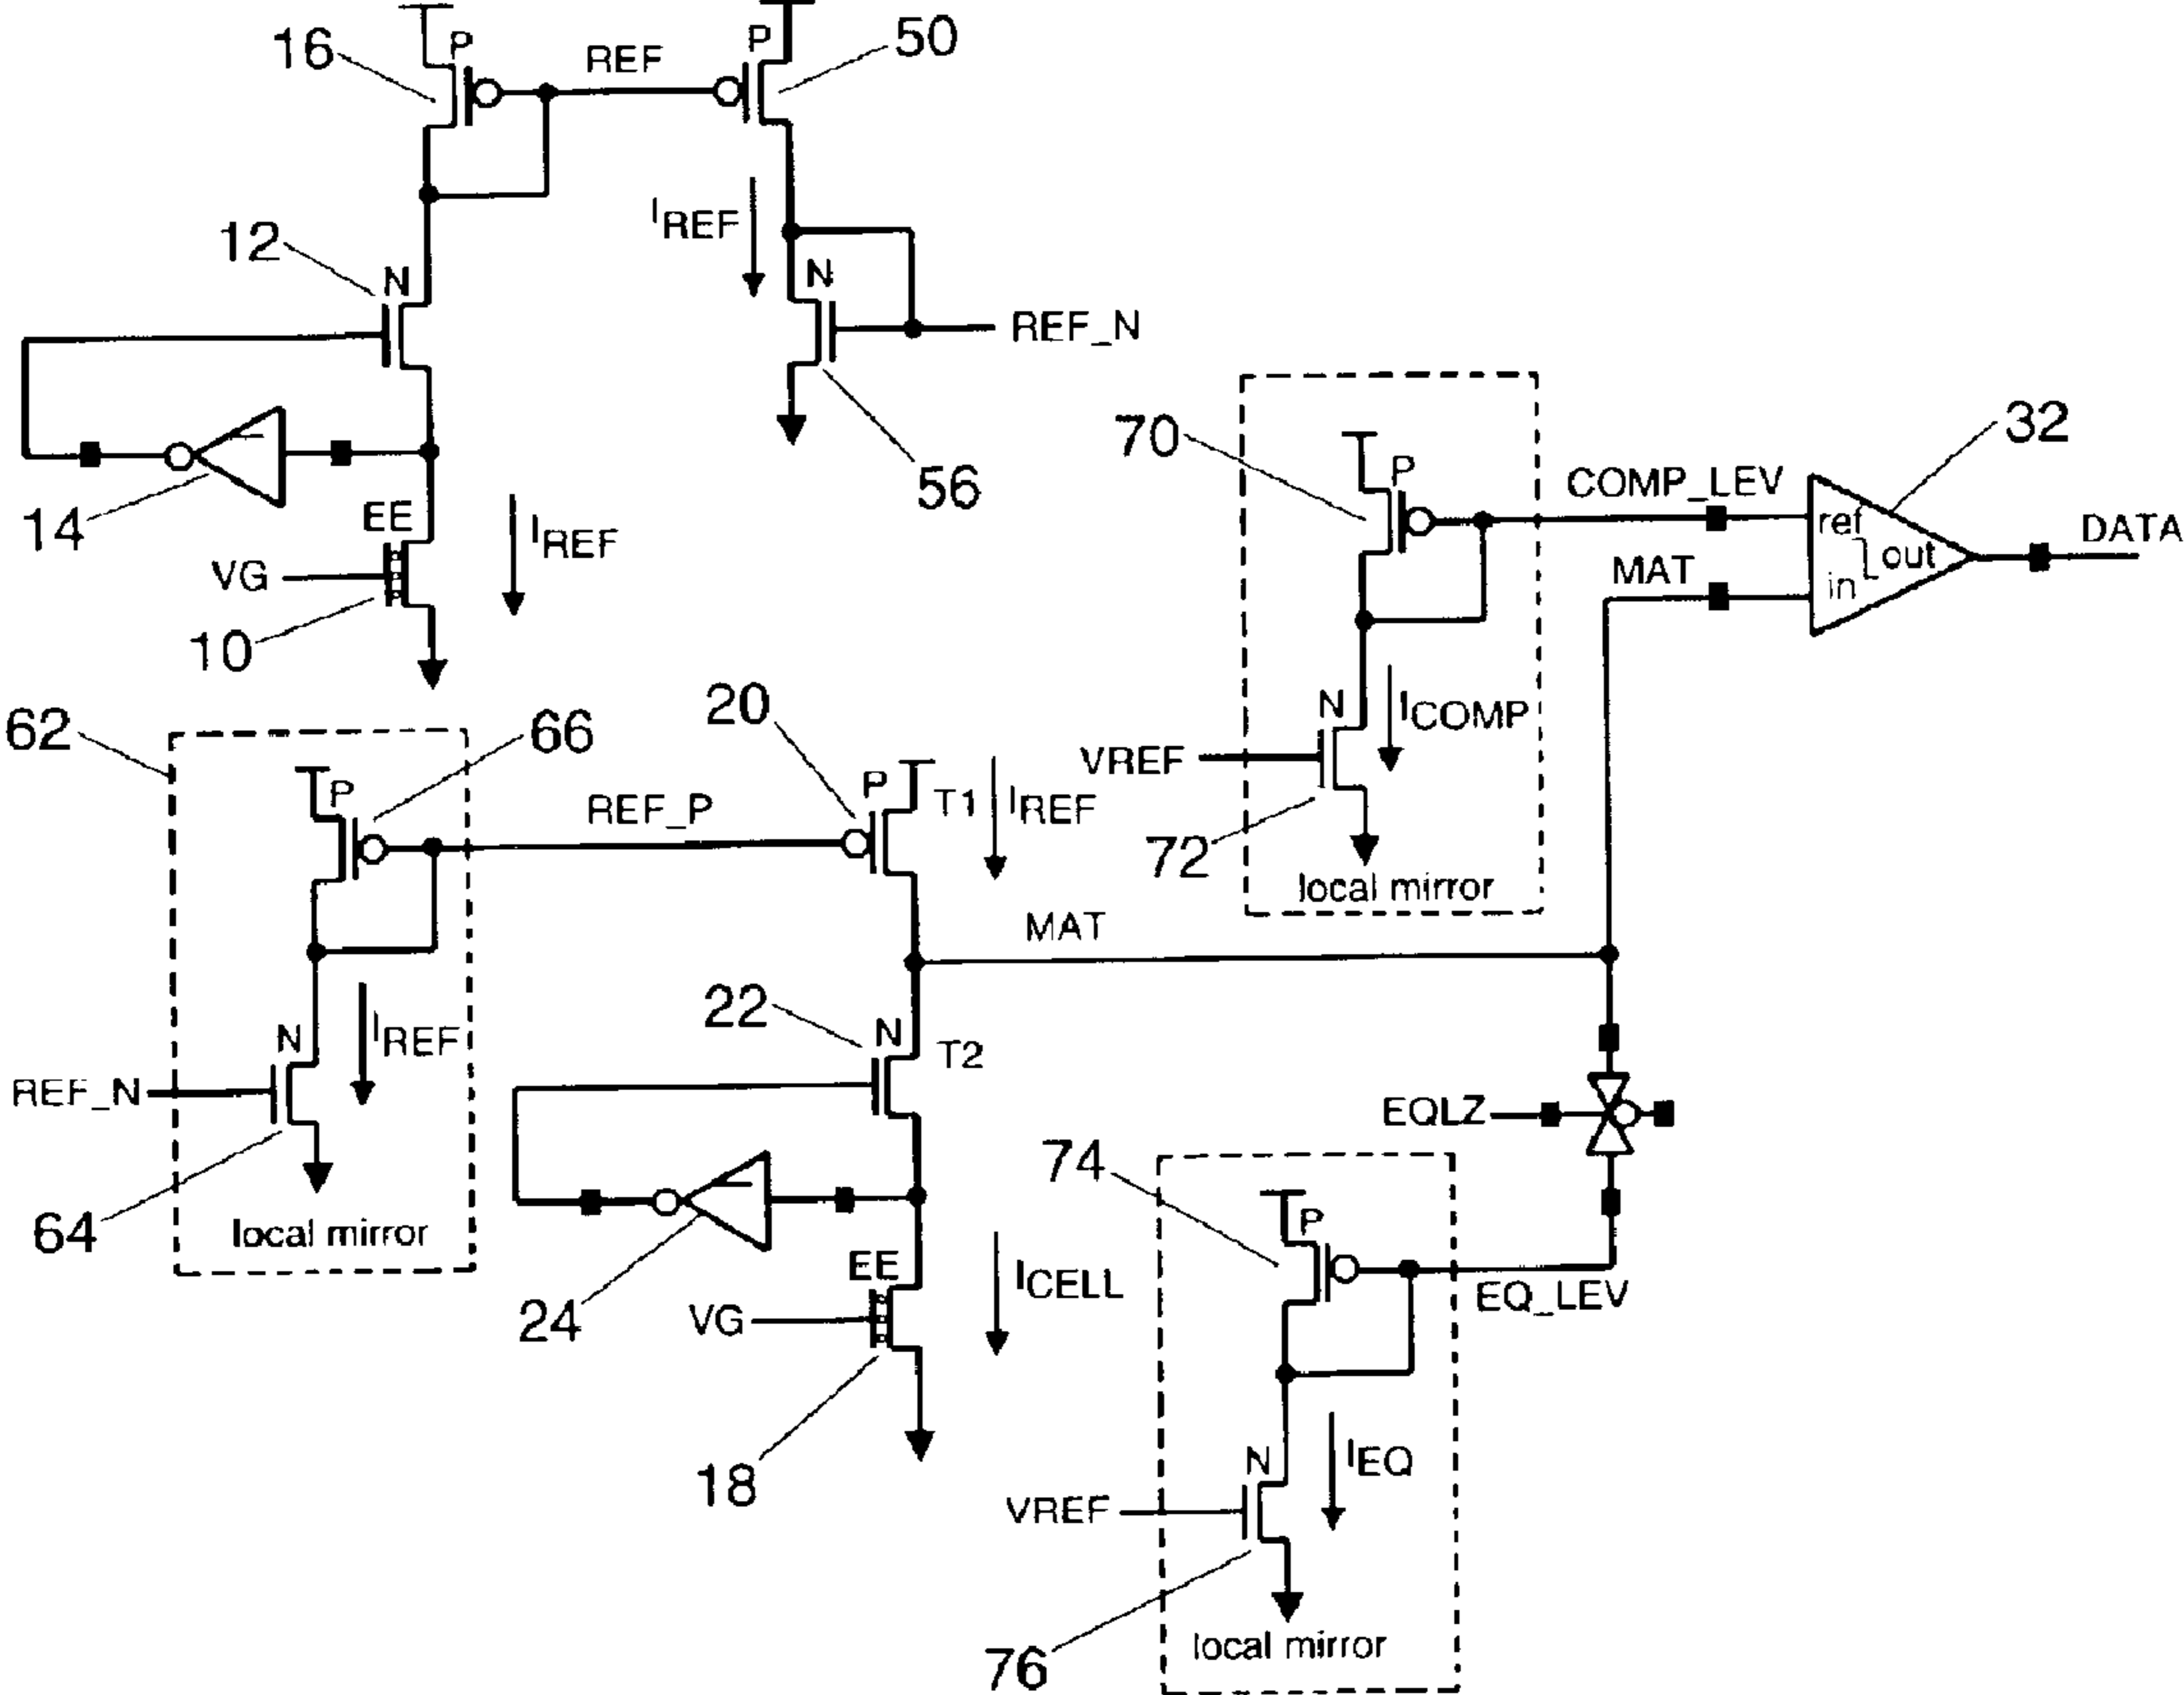 16
P
REF
P
50
12
N
IREF
N
REF_N
14
EE
IREF
VG
10
56
70
P
COMP_LEV
32
ref
out
in
DATA
MAT
N
ICOMP
VREF
72
local mirror
62
P
66
REF_P
20
P
T1
IREF
MAT
N
IREF
REF_N
64
local mirror
22
N
T2
24
EE
ICELL
VG
18
EQLZ
74
P
EQ_LEV
N
IEQ
VREF
76
local mirror